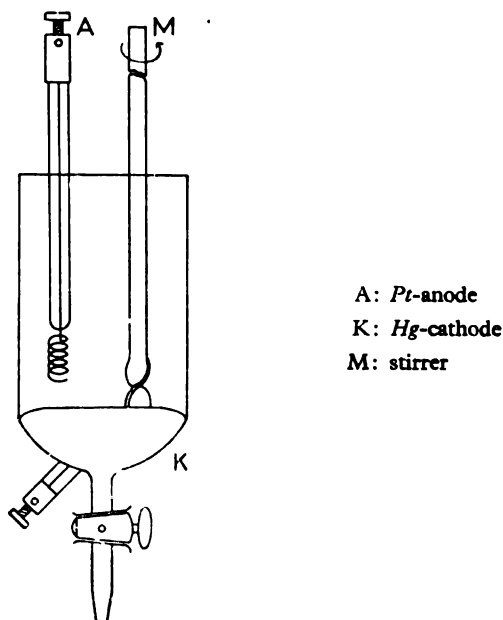 A
M
A: Pt-anode
K: Hg-cathode
M: stirrer
K